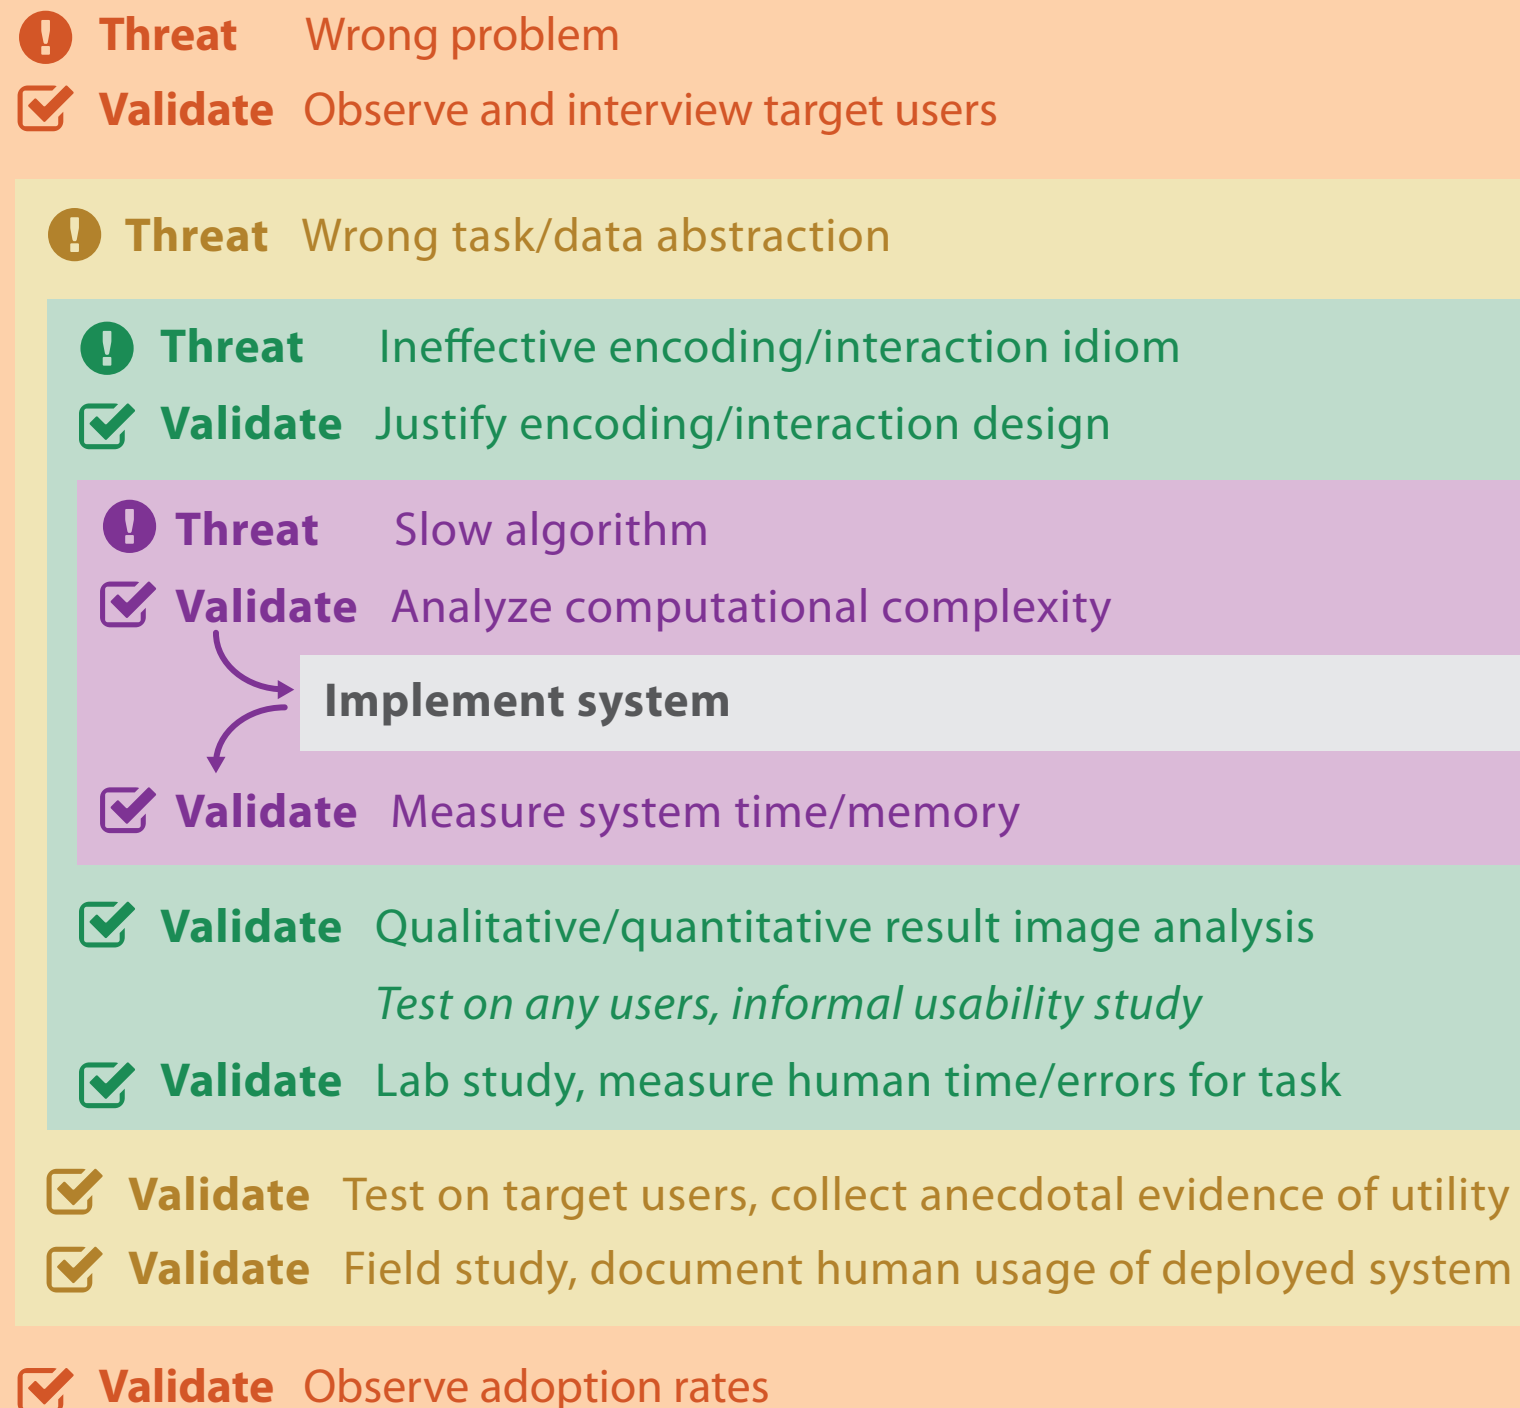 Threat Wrong problem
Validate Observe and interview target users
Threat Wrong task/data abstraction
Threat Ineffective encoding/interaction idiom
Validate Justify encoding/interaction design
Threat Slow algorithm
Validate Analyze computational complexity
Implement system
Validate Measure system time/memory
Validate Qualitative/quantitative result image analysis
Test on any users, informal usability study
Validate Lab study, measure human time/errors for task
Validate Test on target users, collect anecdotal evidence of utility
Validate Field study, document human usage of deployed system
Validate Observe adoption rates